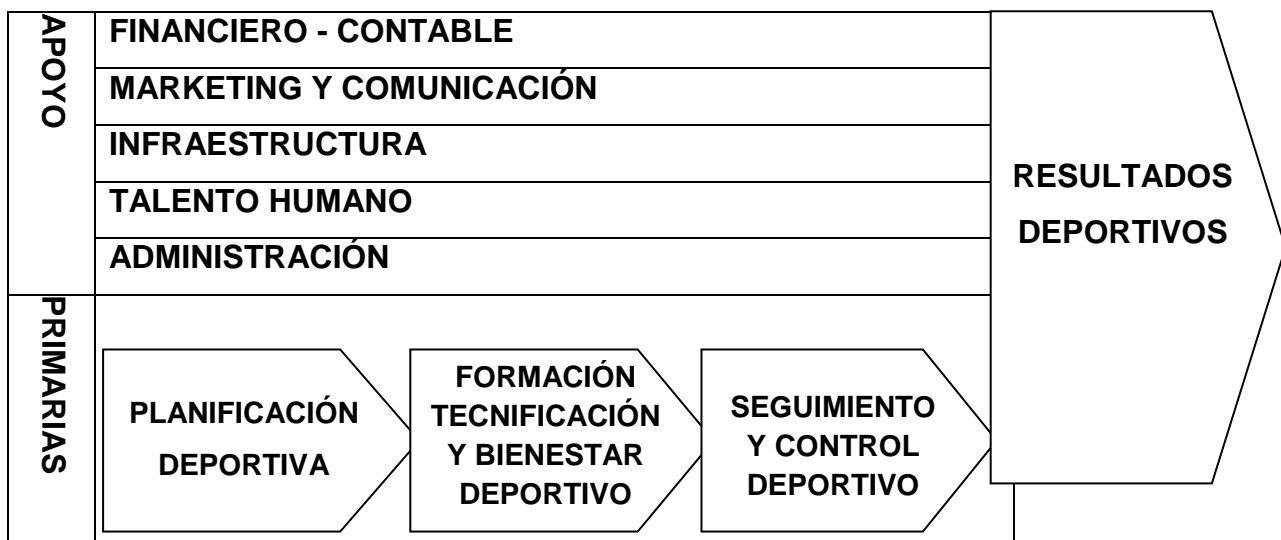 APOYO
FINANCIERO - CONTABLE
MARKETING Y COMUNICACIÓN
INFRAESTRUCTURA
TALENTO HUMANO
ADMINISTRACIÓN
PRIMARIAS
PLANIFICACIÓN
DEPORTIVA
FORMACIÓN
TECNIFICACIÓN
Y BIENESTAR
DEPORTIVO
SEGUIMIENTO
Y CONTROL
DEPORTIVO
RESULTADOS
DEPORTIVOS